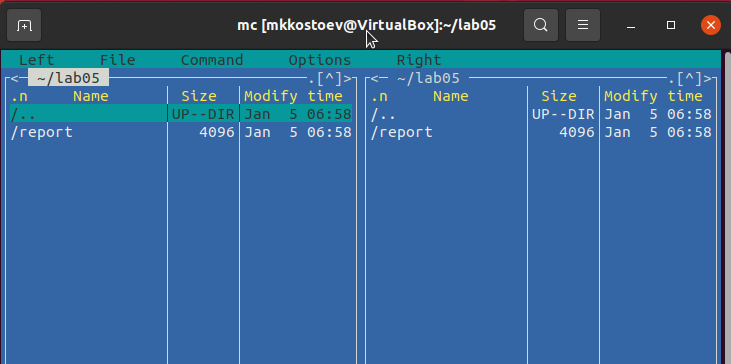 mc [mkkostoev@VirtualBox]:~/lab05
Left File Command Options Right
<- ~/lab05 .[^]> <- ~/lab05 .[^]>
.n Name Size Modify time .n Name Size Modify time
/.. UP--DIR Jan 5 06:58 /.. UP--DIR Jan 5 06:58
/report 4096 Jan 5 06:58 /report 4096 Jan 5 06:58